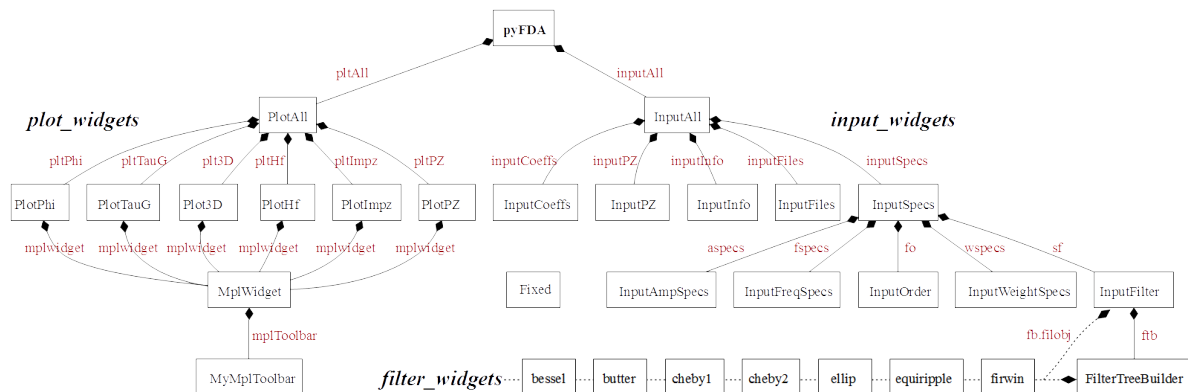 pyFDA
pltAll
inputAll
plot_widgets
PlotAll
InputAll
input_widgets
pltPhi
pltTauG
plt3D
pltHf
pltImpz
pltPZ
inputCoeffs
inputPZ
inputInfo
inputFiles
inputSpecs
PlotPhi
PlotTauG
Plot3D
PlotHf
PlotImpz
PlotPZ
InputCoeffs
InputPZ
InputInfo
InputFiles
InputSpecs
mplwidget
mplwidget
mplwidget
mplwidget
mplwidget
mplwidget
aspecs
fspecs
fo
wspecs
sf
MplWidget
Fixed
InputAmpSpecs
InputFreqSpecs
InputOrder
InputWeightSpecs
InputFilter
mplToolbar
fb.filobj
ftb
MyMplToolbar
filter_widgets
bessel
butter
cheby1
cheby2
ellip
equiripple
firwin
FilterTreeBuilder